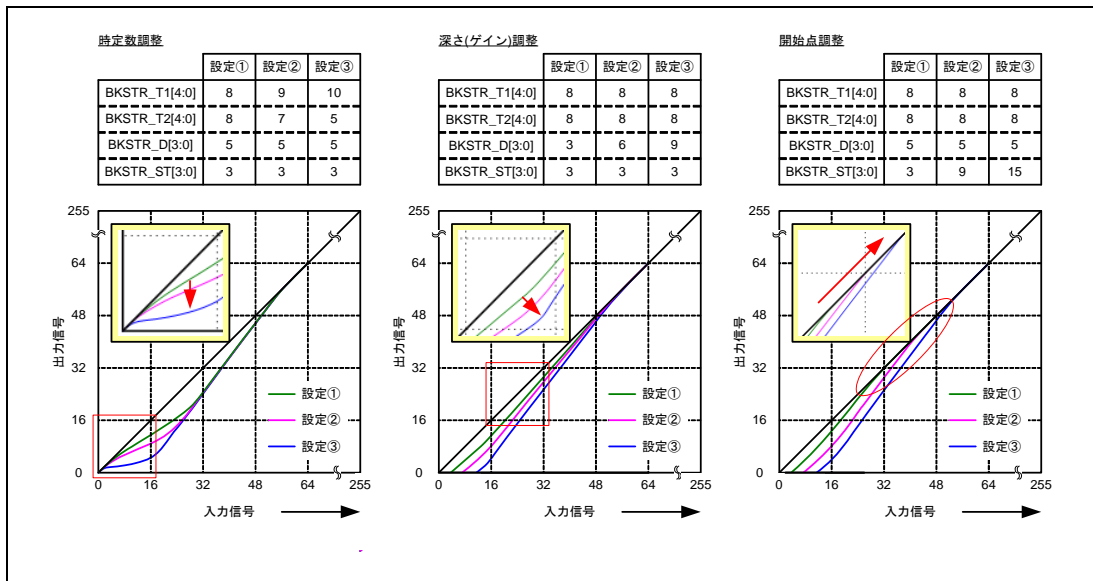 時定数調整
設定① 設定② 設定③
BKSTR_T1[4:0] 8 9 10
BKSTR_T2[4:0] 8 7 5
BKSTR_D[3:0] 5 5 5
BKSTR_ST[3:0] 3 3 3
255
64
48
32
16
0
出力信号
設定①
設定②
設定③
0 16 32 48 64 255
入力信号
深さ(ゲイン)調整
設定① 設定② 設定③
BKSTR_T1[4:0] 8 8 8
BKSTR_T2[4:0] 8 8 8
BKSTR_D[3:0] 3 6 9
BKSTR_ST[3:0] 3 3 3
255
64
48
32
16
0
出力信号
設定①
設定②
設定③
0 16 32 48 64 255
入力信号
開始点調整
設定① 設定② 設定③
BKSTR_T1[4:0] 8 8 8
BKSTR_T2[4:0] 8 8 8
BKSTR_D[3:0] 5 5 5
BKSTR_ST[3:0] 3 9 15
255
64
48
32
16
0
出力信号
設定①
設定②
設定③
0 16 32 48 64 255
入力信号